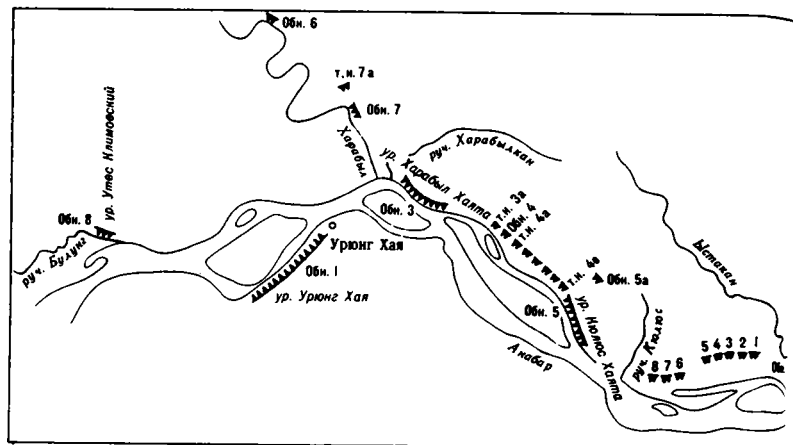 Обн. 6
т.н. 7а
Обн. 7
Харабыл
руч. Харабылкан
ур. Харабыл Хаята
ур. Утес Климовский
Обн. 8
руч. Булунг
Обн. 3
т.н. 3а
Обн. 4
т.н. 4а
Урюнг Хая
Обн. 1
ур. Урюнг Хая
т.н. 4в
Обн. 5а
Обн. 5
ур. Нюлюс Хаята
Ыстакан
руч. Кюлюс
Анабар
5 4 3 2 1
8 7 6